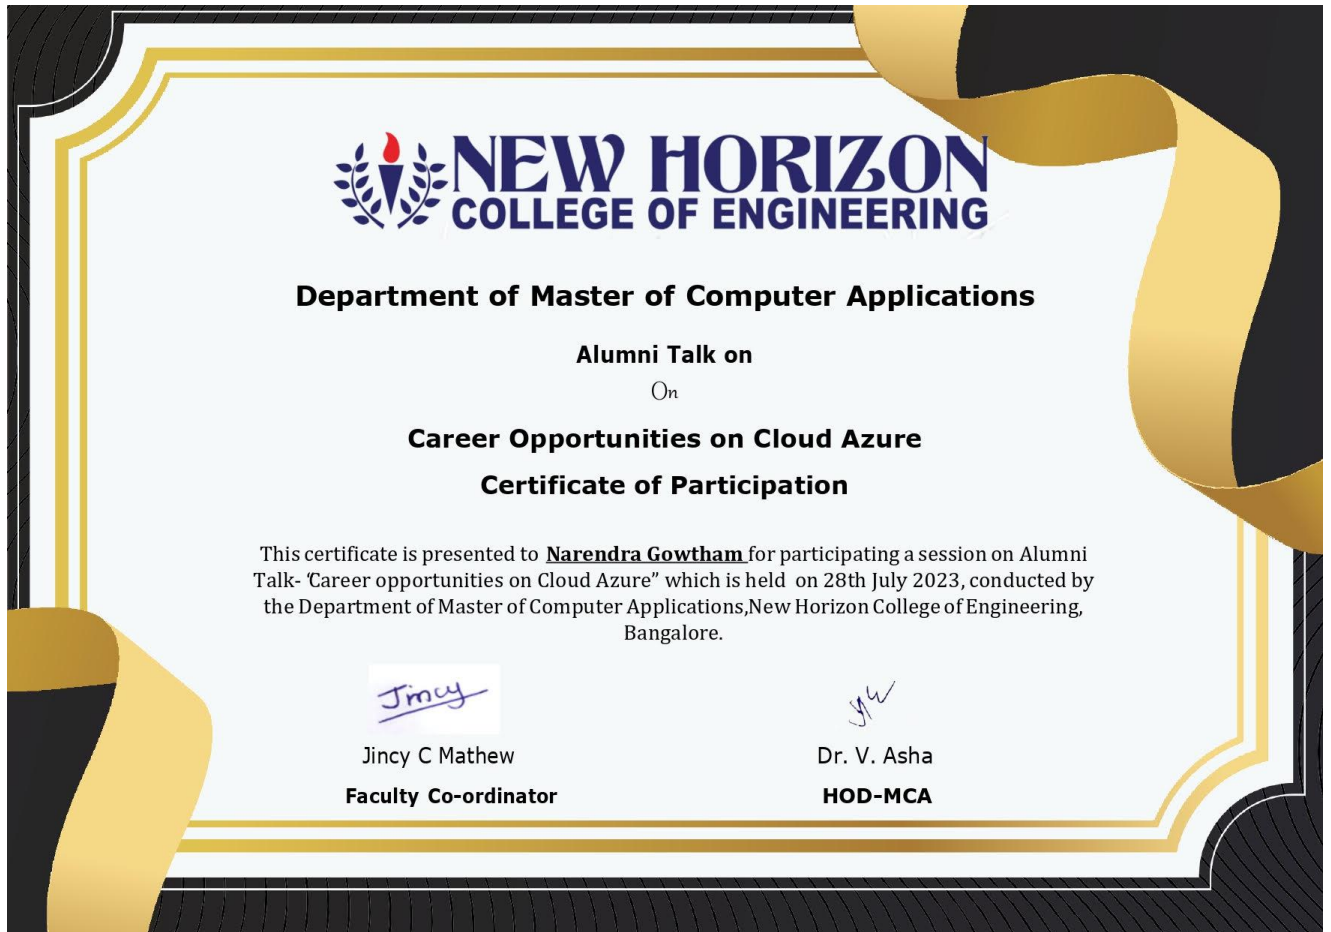 NEW HORIZON
COLLEGE OF ENGINEERING
Department of Master of Computer Applications
Alumni Talk on
On
Career Opportunities on Cloud Azure
Certificate of Participation
This certificate is presented to Narendra Gowtham for participating a session on Alumni
Talk- “Career opportunities on Cloud Azure” which is held on 28th July 2023, conducted by
the Department of Master of Computer Applications,New Horizon College of Engineering,
Bangalore.
Jincy
Jincy C Mathew
Dr. V. Asha
Faculty Co-ordinator
HOD-MCA